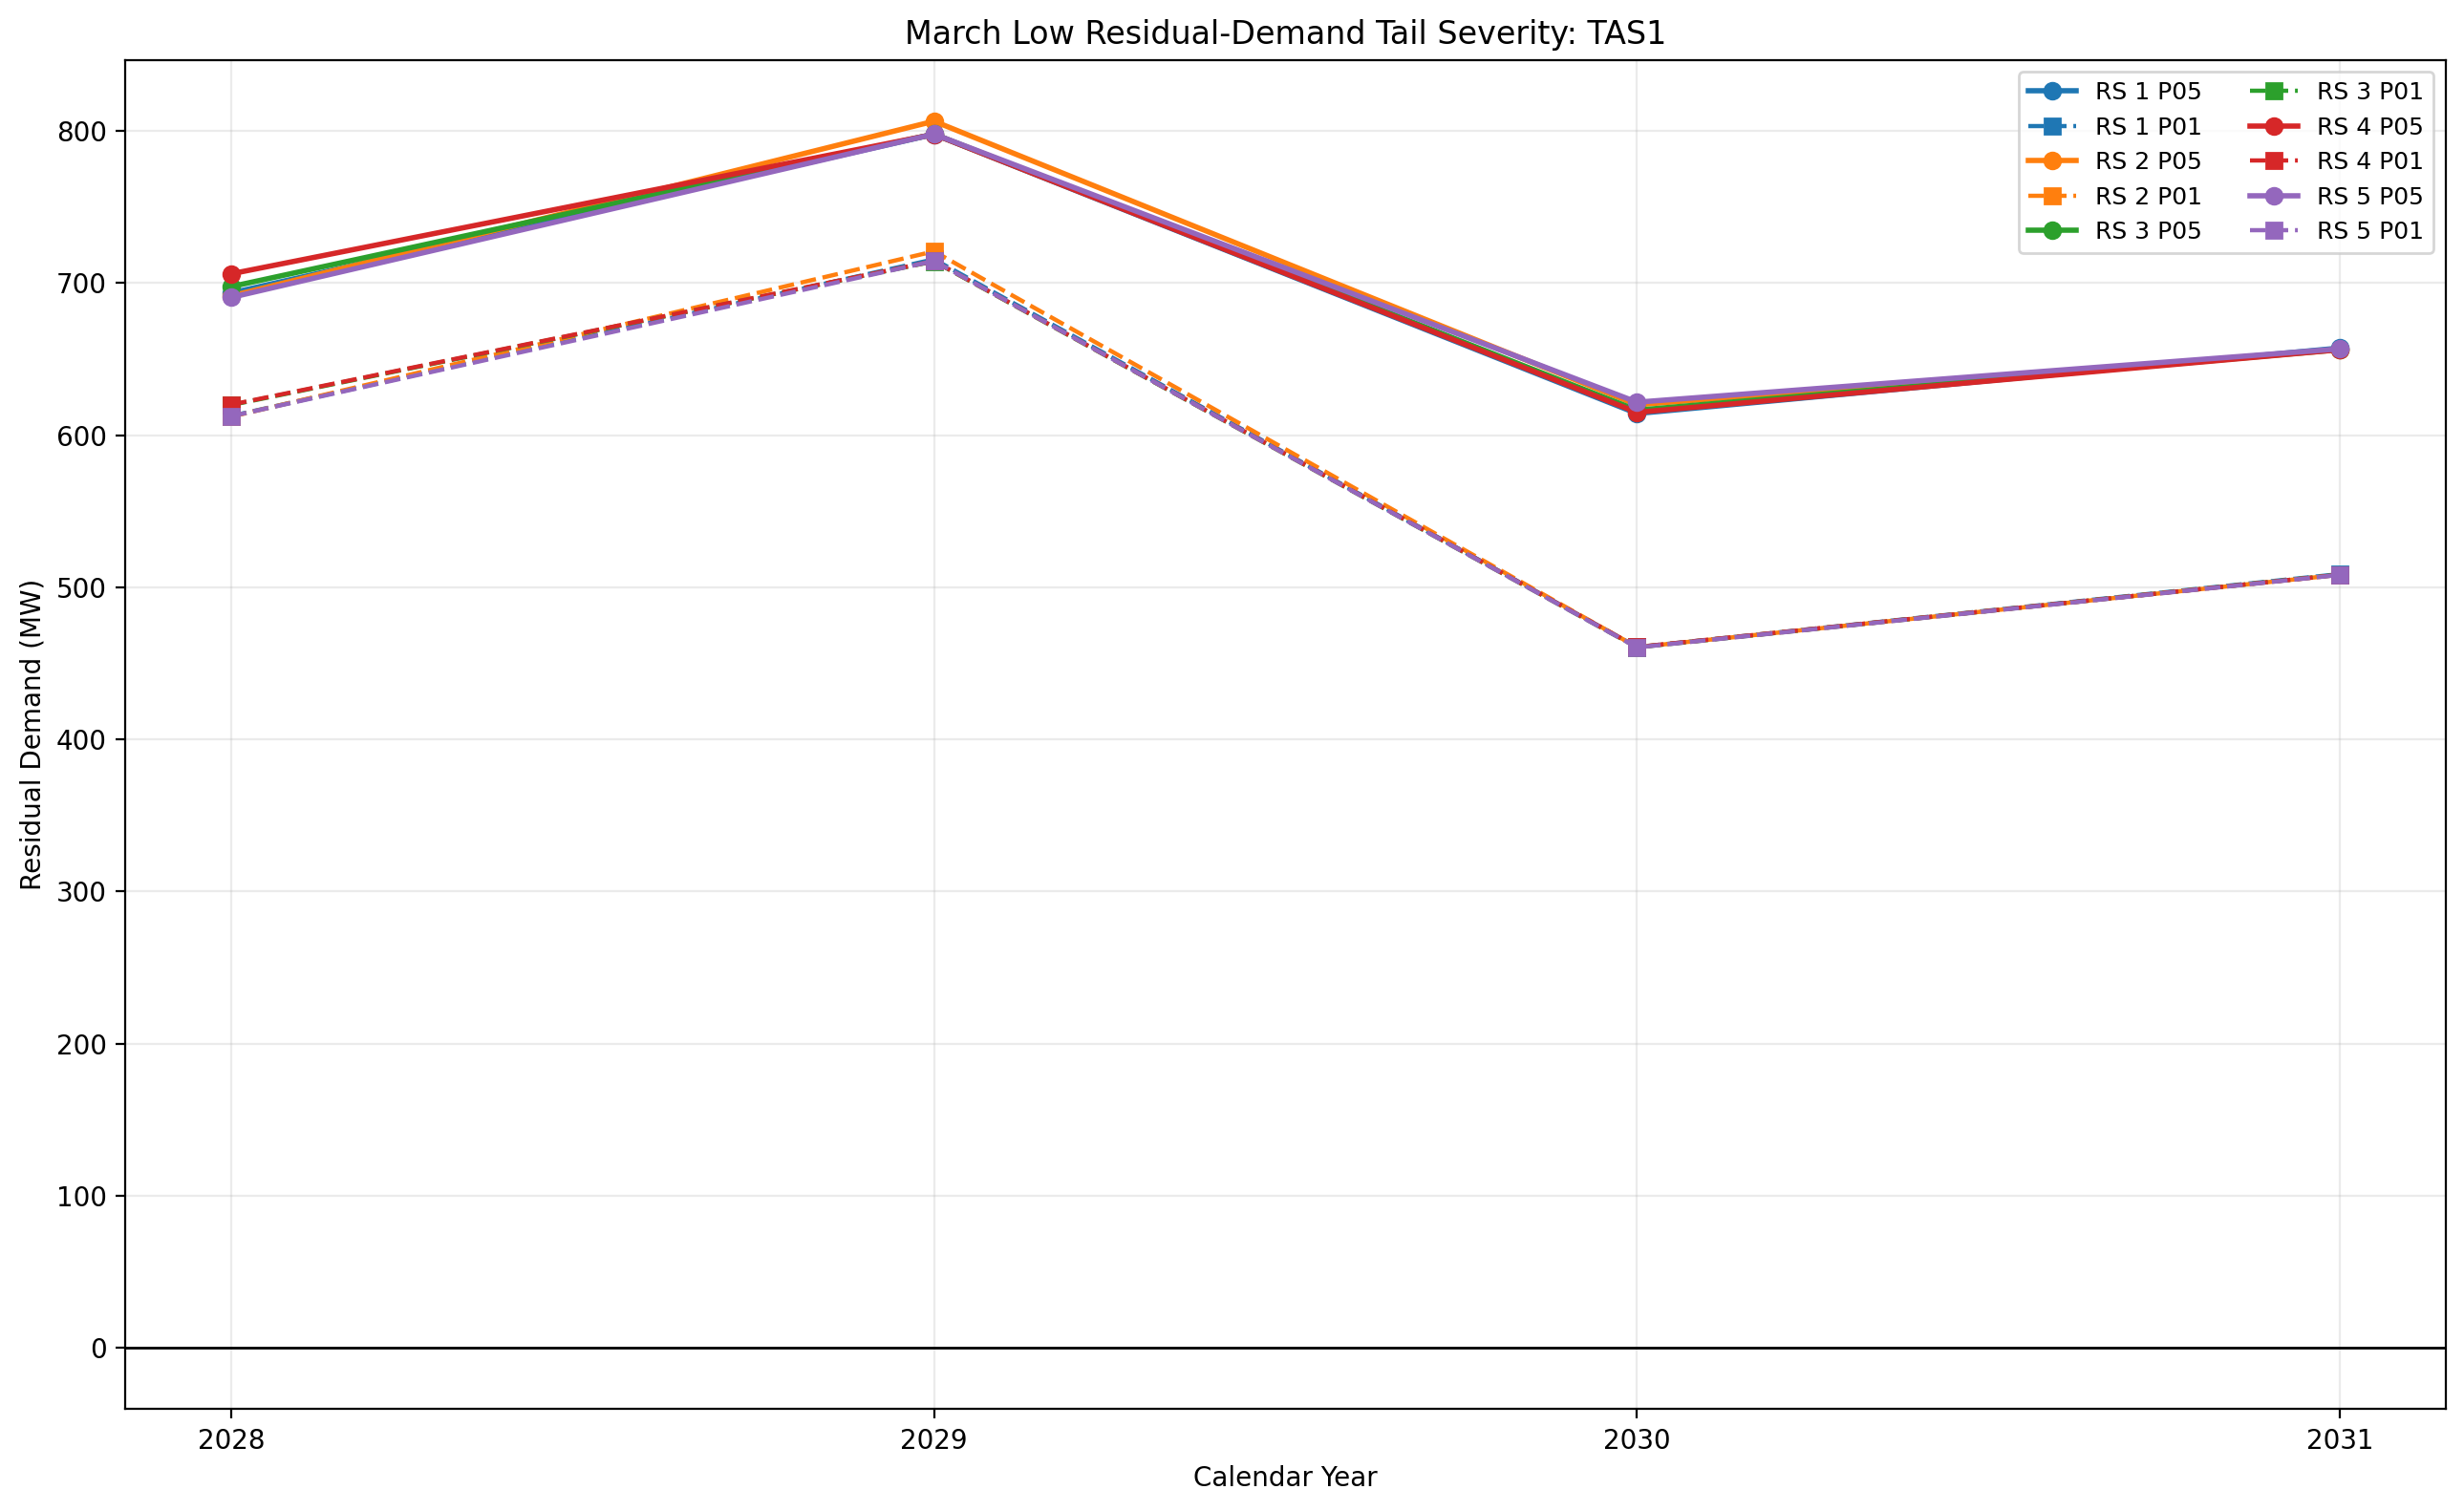 March Low Residual-Demand Tail Severity: TAS1
RS 1 P05
RS 1 P01
RS 2 P05
RS 2 P01
RS 3 P05
RS 3 P01
RS 4 P05
RS 4 P01
RS 5 P05
RS 5 P01
Residual Demand (MW)
800
700
600
500
400
300
200
100
0
2028
2029
2030
2031
Calendar Year